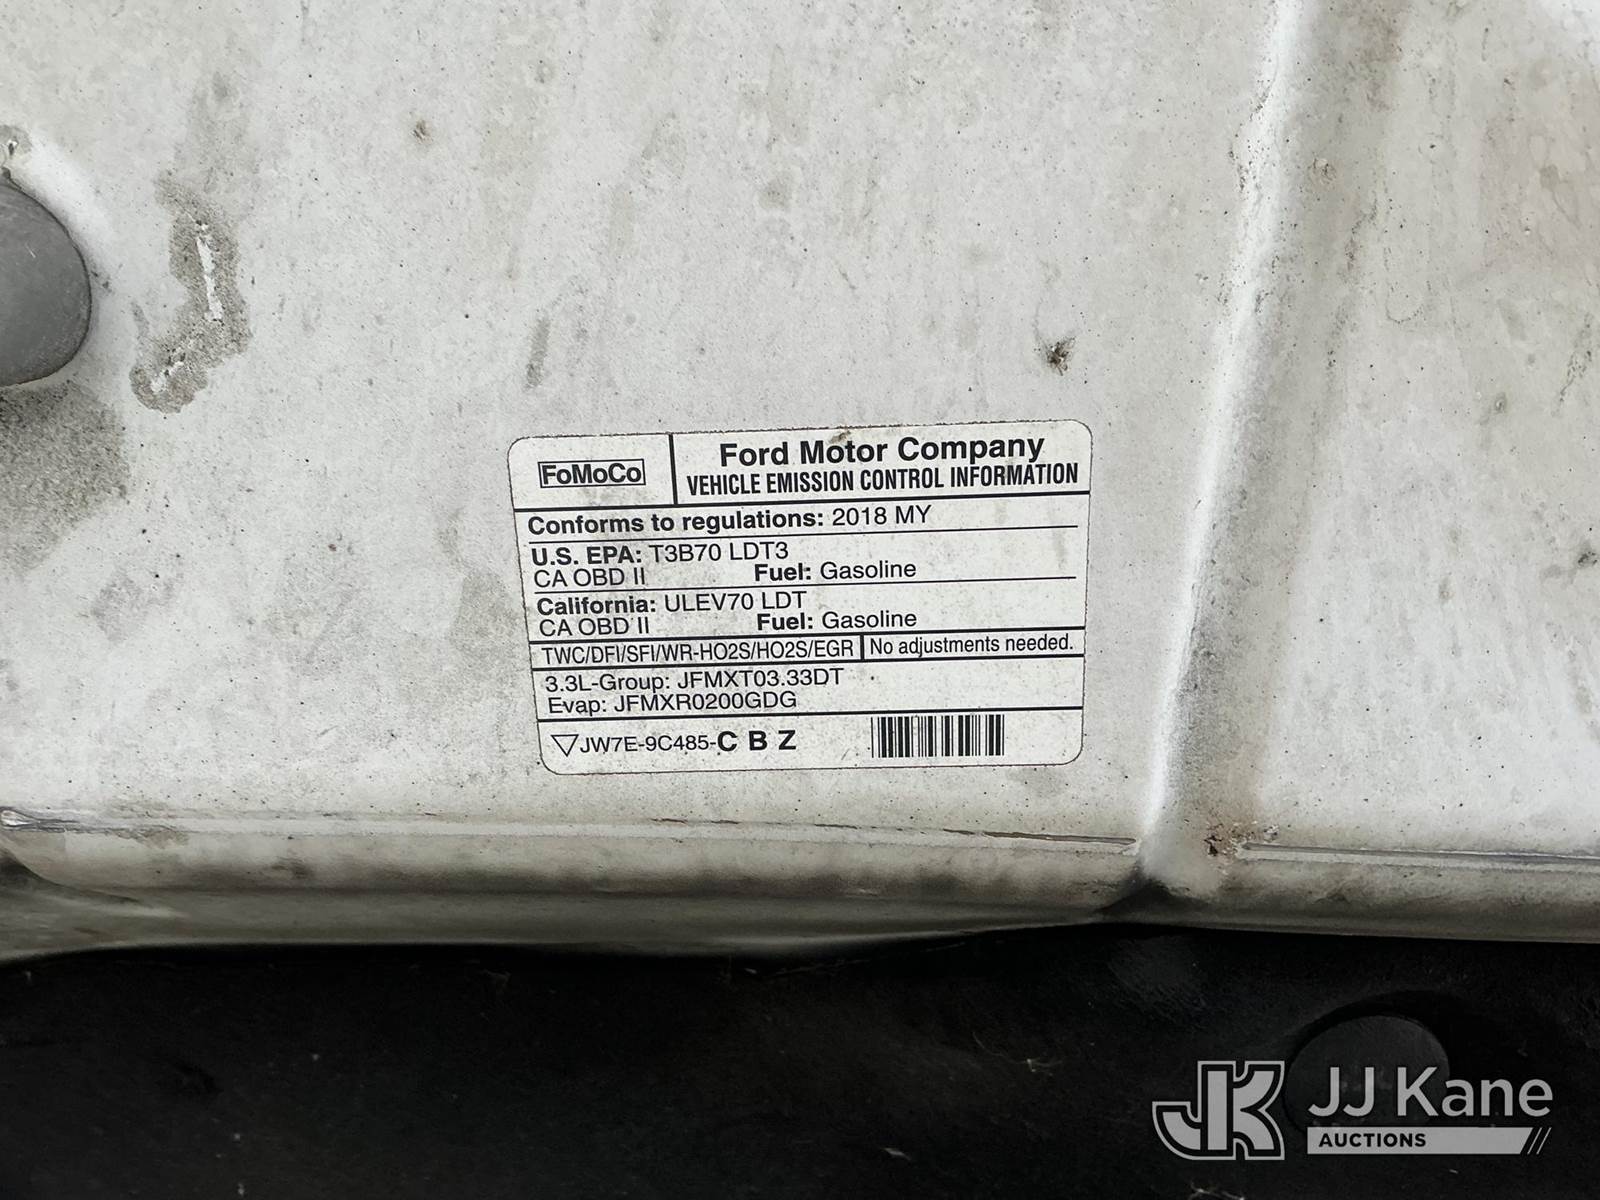 FoMoCo
Ford Motor Company
VEHICLE EMISSION CONTROL INFORMATION
Conforms to regulations: 2018 MY
U.S. EPA: T3B70 LDT3
CA OBD II Fuel: Gasoline
California: ULEV70 LDT
CA OBD II Fuel: Gasoline
TWC/DFI/SFI/WR-HO2S/HO2S/EGR No adjustments needed.
3.3L-Group: JFMXT03.33DT
Evap: JFMXR0200GDG
JW7E-9C485-C B Z
JK JJ Kane
AUCTIONS